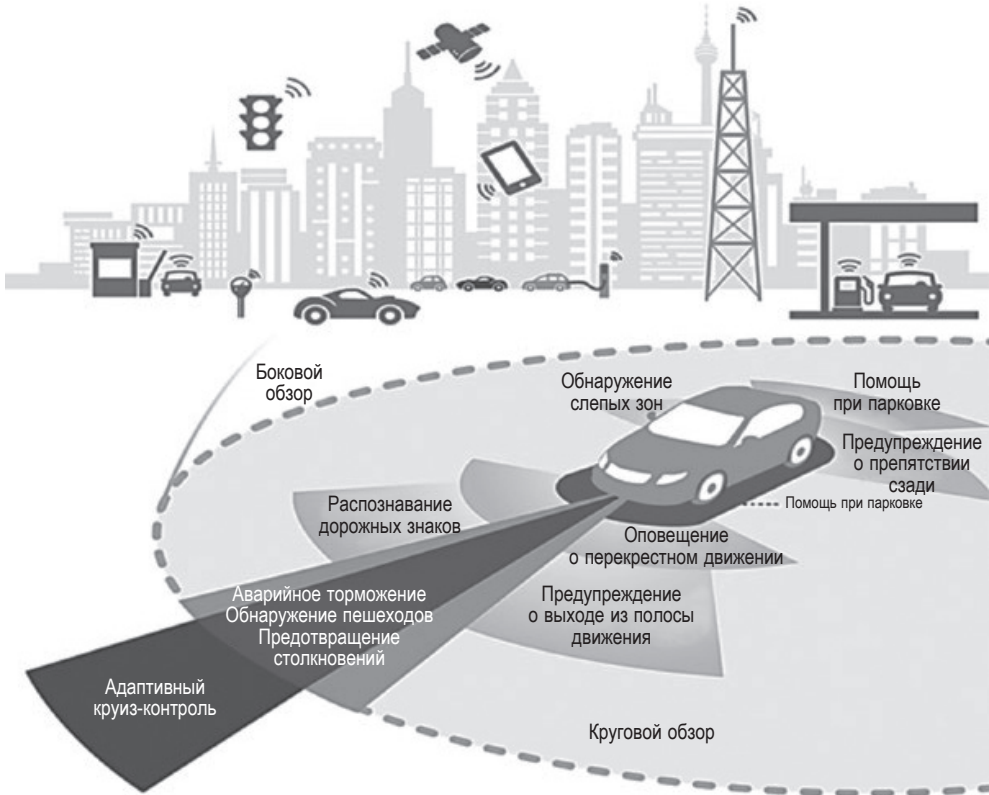 Боковой
обзор
Обнаружение
слепых зон
Помощь
при парковке
Предупреждение
о препятствии
сзади
Помощь при парковке
Распознавание
дорожных знаков
Оповещение
о перекрестном движении
Аварийное торможение
Обнаружение пешеходов
Предотвращение
столкновений
Предупреждение
о выходе из полосы
движения
Адаптивный
круиз-контроль
Круговой обзор